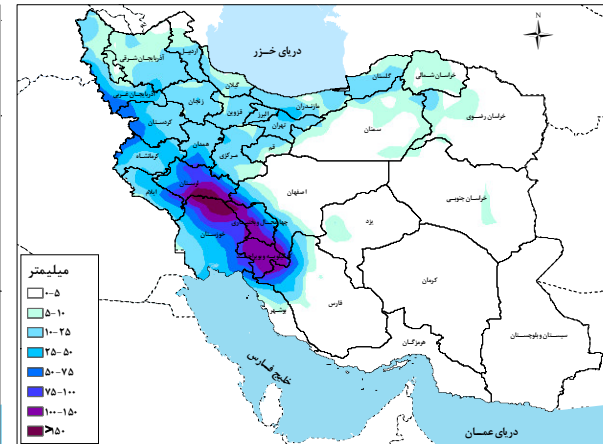 N
دریای خزر
اردبیل
آذربایجان شرقی
آذربایجان غربی
گیلان
زنجان
کردستان
قزوین
البرز
مازندران
تهران
گلستان
خراسان شمالی
خراسان رضوی
سمنان
قم
همدان
مرکزی
کرمانشاه
لرستان
ایلام
اصفهان
خراسان جنوبی
یزد
خوزستان
کرمان
فارس
بوشهر
هرمزگان
سیستان و بلوچستان
خلیج فارس
دریای عمـــان
میلیمتر
۰-۵
۵-۱۰
۱۰-۲۵
۲۵-۵۰
۵۰-۷۵
۷۵-۱۰۰
۱۰۰-۱۵۰
>۱۵۰